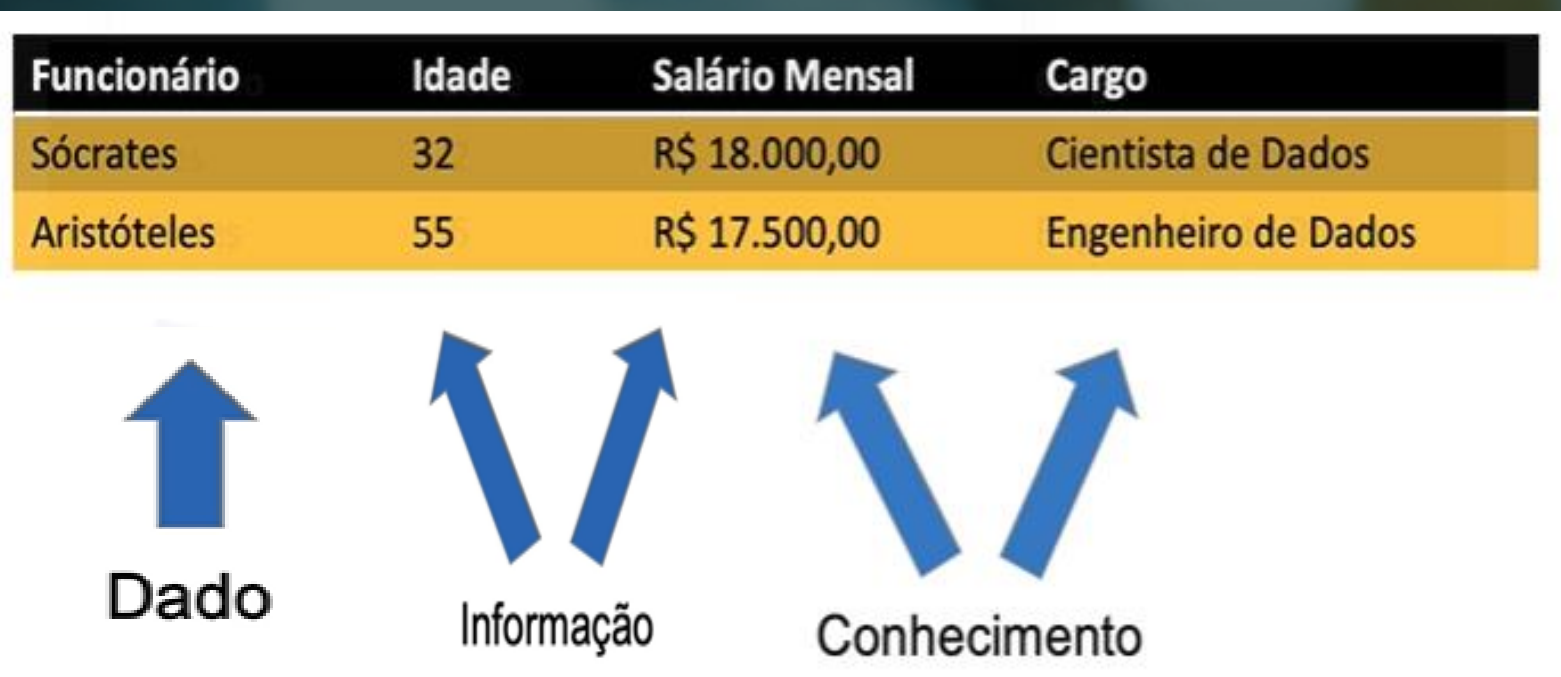 Funcionário Idade Salário Mensal Cargo
Sócrates 32 R$ 18.000,00 Cientista de Dados
Aristóteles 55 R$ 17.500,00 Engenheiro de Dados
Dado
Informação
Conhecimento